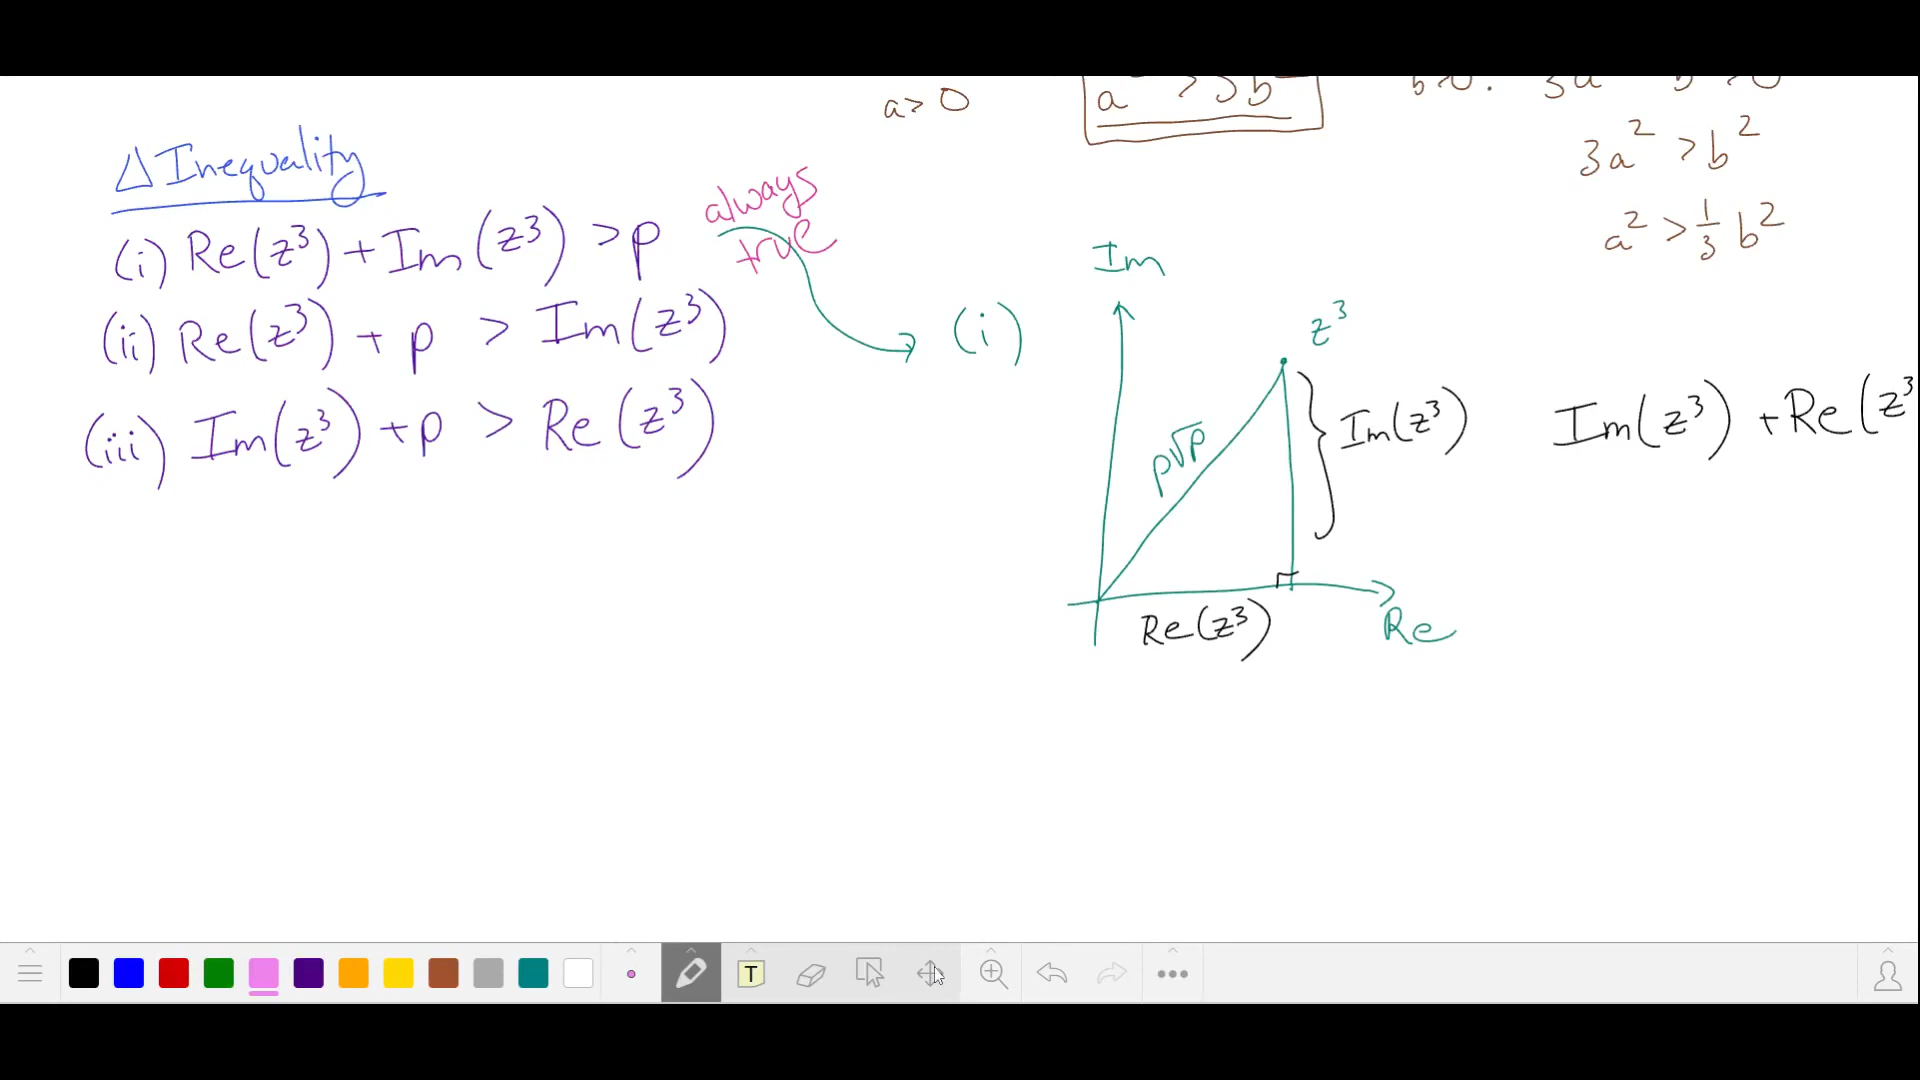 a > 0
3a² > b²
a² > 1/3 b²
△ Inequality
(i) Re(z³) + Im(z³) > p
always true
(ii) Re(z³) + p > Im(z³)
(iii) Im(z³) + p > Re(z³)
(i)
Im
z³
p√p
Im(z³)
Im(z³) + Re(z³
Re(z³)
Re
T